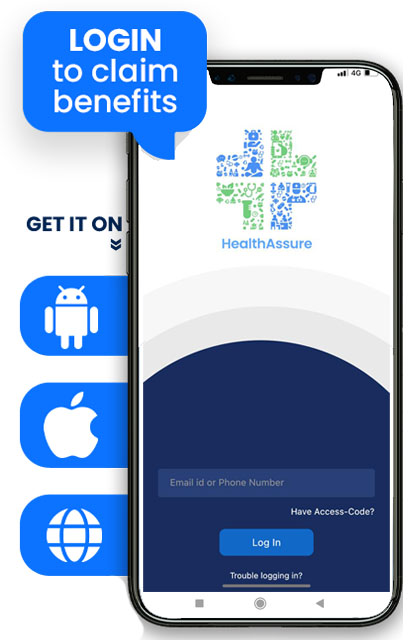 LOGIN
to claim
benefits
4G
HealthAssure
GET IT ON
Email id or Phone Number
Have Access-Code?
Log In
Trouble logging in?